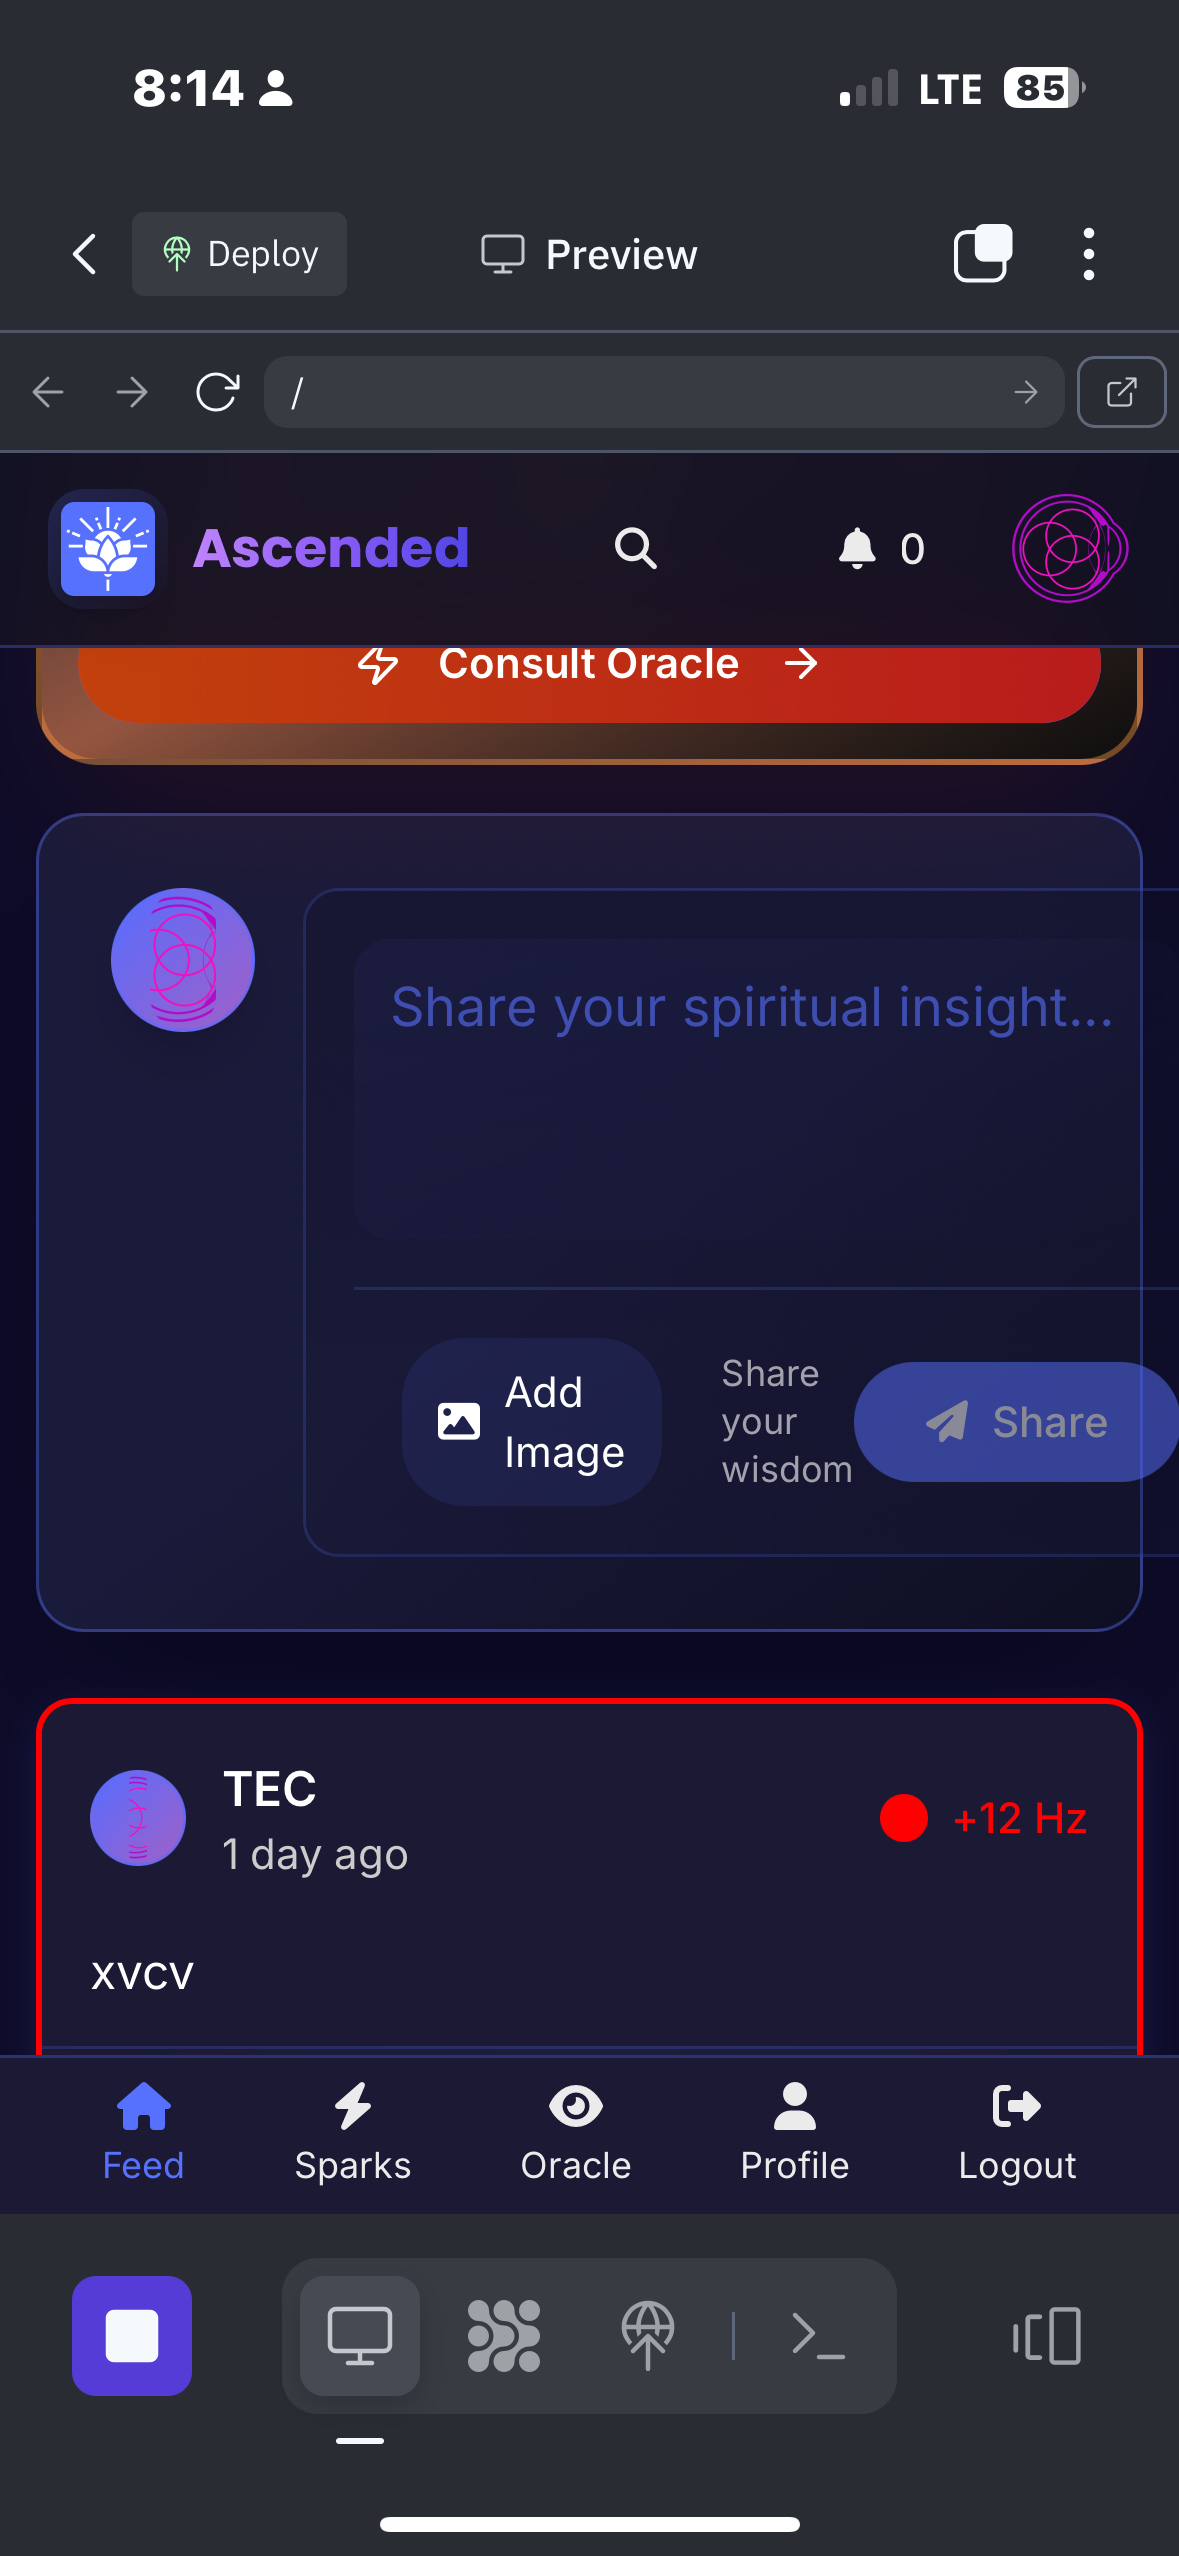 8:14
LTE
85
Deploy
Preview
/
Ascended
0
Consult Oracle
Share your spiritual insight...
Add
Image
Share
your
wisdom
Share
TEC
1 day ago
+12 Hz
xvcv
Feed
Sparks
Oracle
Profile
Logout